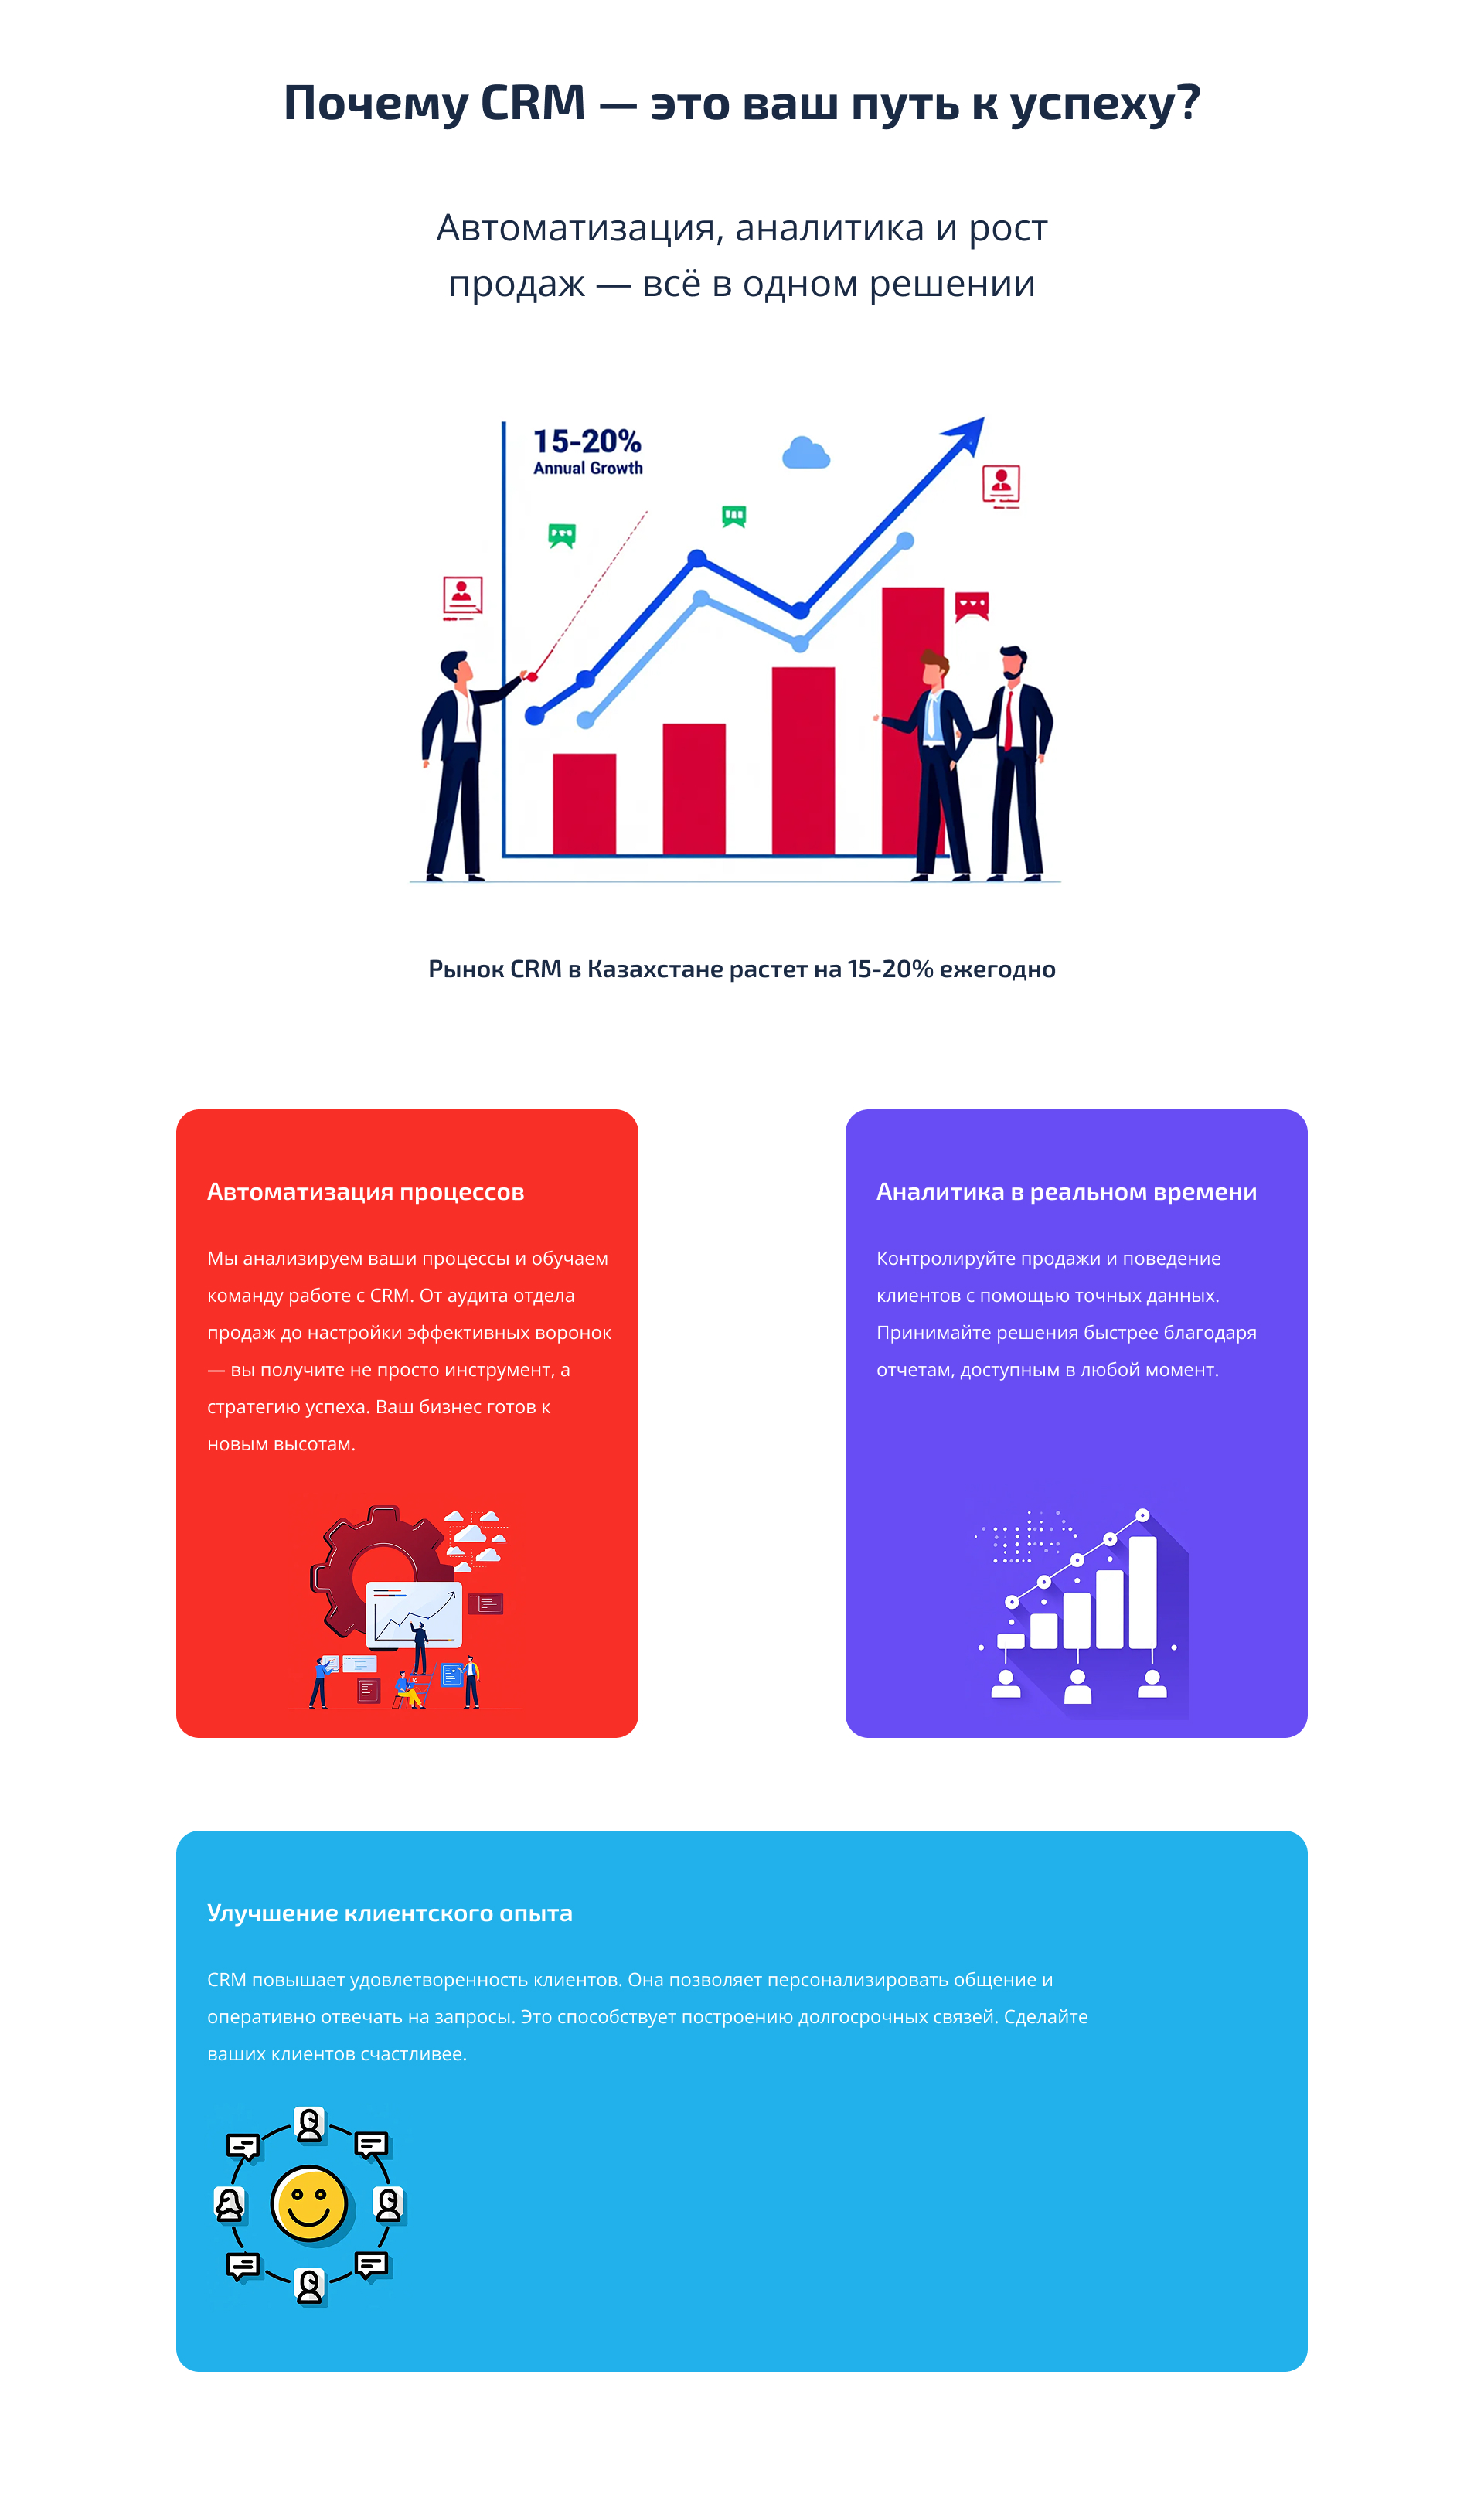 Почему CRM — это ваш путь к успеху?
Автоматизация, аналитика и рост
продаж — всё в одном решении
15-20%
Annual Growth
Рынок CRM в Казахстане растет на 15-20% ежегодно
Автоматизация процессов
Мы анализируем ваши процессы и обучаем
команду работе с CRM. От аудита отдела
продаж до настройки эффективных воронок
— вы получите не просто инструмент, а
стратегию успеха. Ваш бизнес готов к
новым высотам.
Аналитика в реальном времени
Контролируйте продажи и поведение
клиентов с помощью точных данных.
Принимайте решения быстрее благодаря
отчетам, доступным в любой момент.
Улучшение клиентского опыта
CRM повышает удовлетворенность клиентов. Она позволяет персонализировать общение и
оперативно отвечать на запросы. Это способствует построению долгосрочных связей. Сделайте
ваших клиентов счастливее.